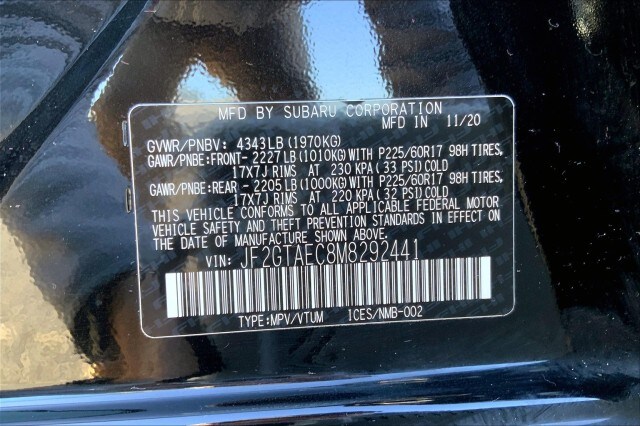 MFD BY SUBARU CORPORATION
MFD IN 11/20
GVWR/PNBV: 4343LB(1970KG)
GAWR/PNBE:FRONT- 2227LB(1010KG)WITH P225/60R17 98H TIRES,
17X7J RIMS AT 230 KPA(33 PSI)COLD
GAWR/PNBE:REAR - 2205LB(1000KG)WITH P225/60R17 98H TIRES,
17X7J RIMS AT 220 KPA(32 PSI)COLD
THIS VEHICLE CONFORMS TO ALL APPLICABLE FEDERAL MOTOR
VEHICLE SAFETY AND THEFT PREVENTION STANDARDS IN EFFECT ON
THE DATE OF MANUFACTURE SHOWN ABOVE.
VIN: JF2GTAEC8M8292441
TYPE:MPV/VTUM ICES/NMB-002